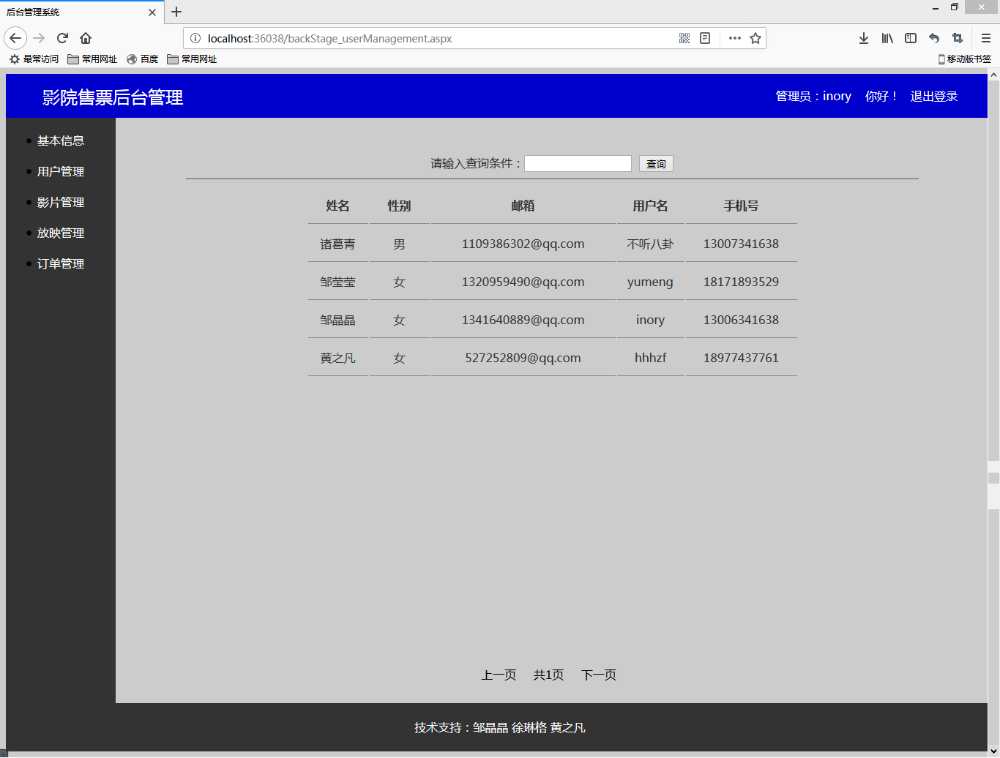 后台管理系统
localhost:36038/backStage_userManagement.aspx
最常访问 常用网址 百度 常用网址 移动版书签
影院售票后台管理 管理员：inory 你好！ 退出登录
基本信息
用户管理
影片管理
放映管理
订单管理
请输入查询条件： 查询
姓名 性别 邮箱 用户名 手机号
诸葛青 男 1109386302@qq.com 不听八卦 13007341638
邹莹莹 女 1320959490@qq.com yumeng 18171893529
邹晶晶 女 1341640889@qq.com inory 13006341638
黄之凡 女 527252809@qq.com hhhzf 18977437761
上一页 共1页 下一页
技术支持：邹晶晶 徐琳格 黄之凡